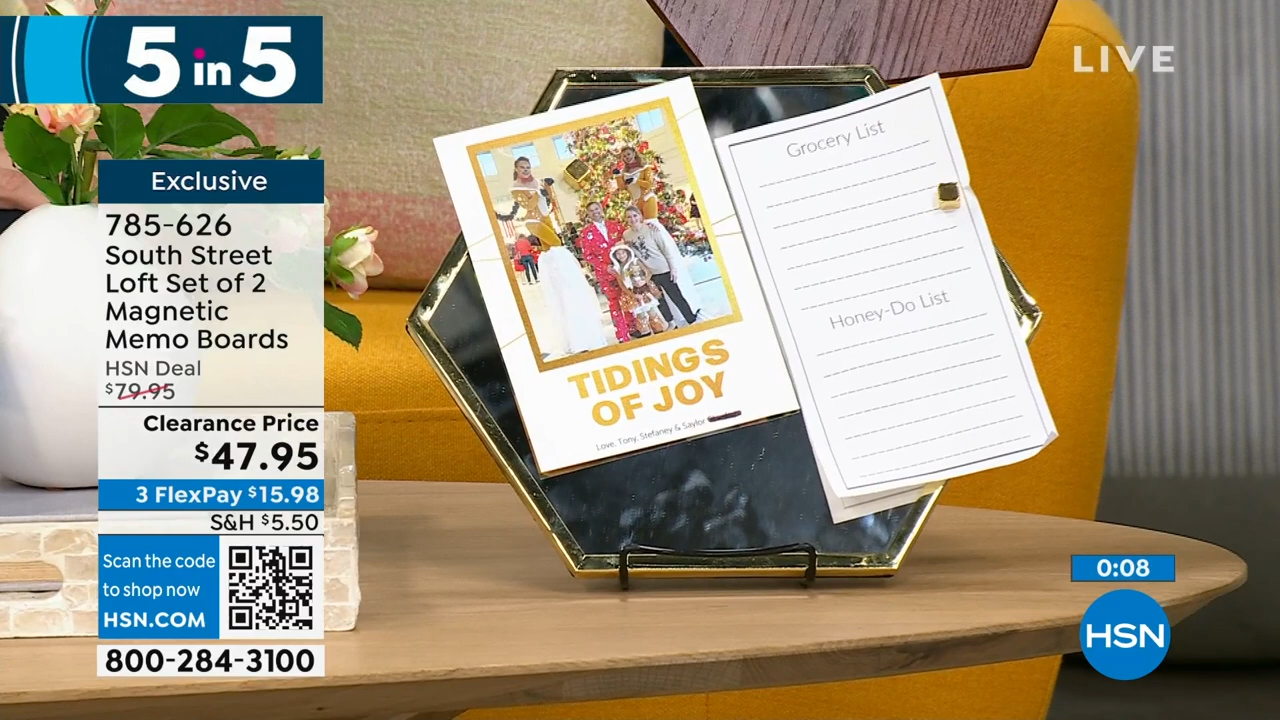 5 in 5
LIVE
Exclusive
785-626
South Street
Loft Set of 2
Magnetic
Memo Boards
HSN Deal
$79.95
Clearance Price
$47.95
3 FlexPay $15.98
S&H $5.50
Scan the code
to shop now
HSN.COM
800-284-3100
TIDINGS
OF JOY
Love, Tony, Stefaney & Saylor
Grocery List
Honey-Do List
0:08
HSN